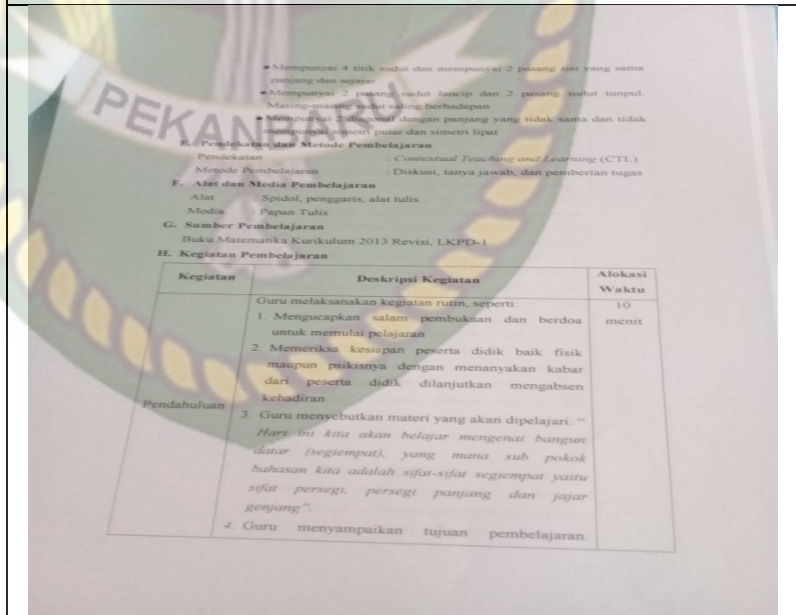 • Mempunyai 4 titik sudut dan mempunyai 2 pasang sisi yang sama
panjang dan sejajar
• Mempunyai 2 pasang sudut lancip dan 2 pasang sudut tumpul.
Masing-masing sudut saling berhadapan
• Mempunyai 2 diagonal dengan panjang yang tidak sama dan tidak
mempunyai simetri putar dan simetri lipat
PEKANBA
E. Pendekatan dan Metode Pembelajaran
Pendekatan : Contextual Teaching and Learning (CTL)
Metode Pembelajaran : Diskusi, tanya jawab, dan pemberian tugas
F. Alat dan Media Pembelajaran
Alat : Spidol, penggaris, alat tulis
Media : Papan Tulis
G. Sumber Pembelajaran
Buku Matematika Kurikulum 2013 Revisi, LKPD-1
H. Kegiatan Pembelajaran
Kegiatan Deskripsi Kegiatan Alokasi
Waktu
Pendahuluan
Guru melaksanakan kegiatan rutin, seperti:
1. Mengucapkan salam pembukaan dan berdoa
untuk memulai pelajaran
2. Memeriksa kesiapan peserta didik baik fisik
maupun psikisnya dengan menanyakan kabar
dari peserta didik dilanjutkan mengabsen
kehadiran
3. Guru menyebutkan materi yang akan dipelajari. "
Hari ini kita akan belajar mengenai bangun
datar (segiempat), yang mana sub pokok
bahasan kita adalah sifat-sifat segiempat yaitu
sifat persegi, persegi panjang dan jajar
genjang".
4. Guru menyampaikan tujuan pembelajaran.
10
menit